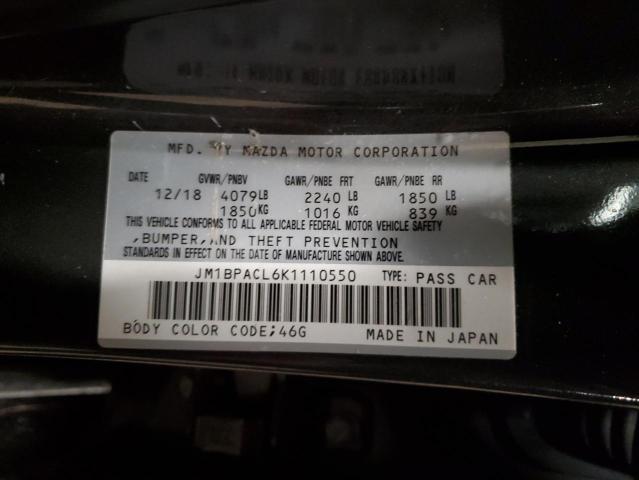 MFD. BY MAZDA MOTOR CORPORATION
DATE GVWR/PNBV GAWR/PNBE FRT GAWR/PNBE RR
12/18 4079LB 2240 LB 1850 LB
1850KG 1016 KG 839 KG
THIS VEHICLE CONFORMS TO ALL APPLICABLE FEDERAL MOTOR VEHICLE SAFETY
,BUMPER,AND THEFT PREVENTION
STANDARDS IN EFFECT ON THE DATE OF MANUFACTURE SHOWN ABOVE.
JM1BPACL6K1110550 TYPE: PASS CAR
BODY COLOR CODE;46G MADE IN JAPAN